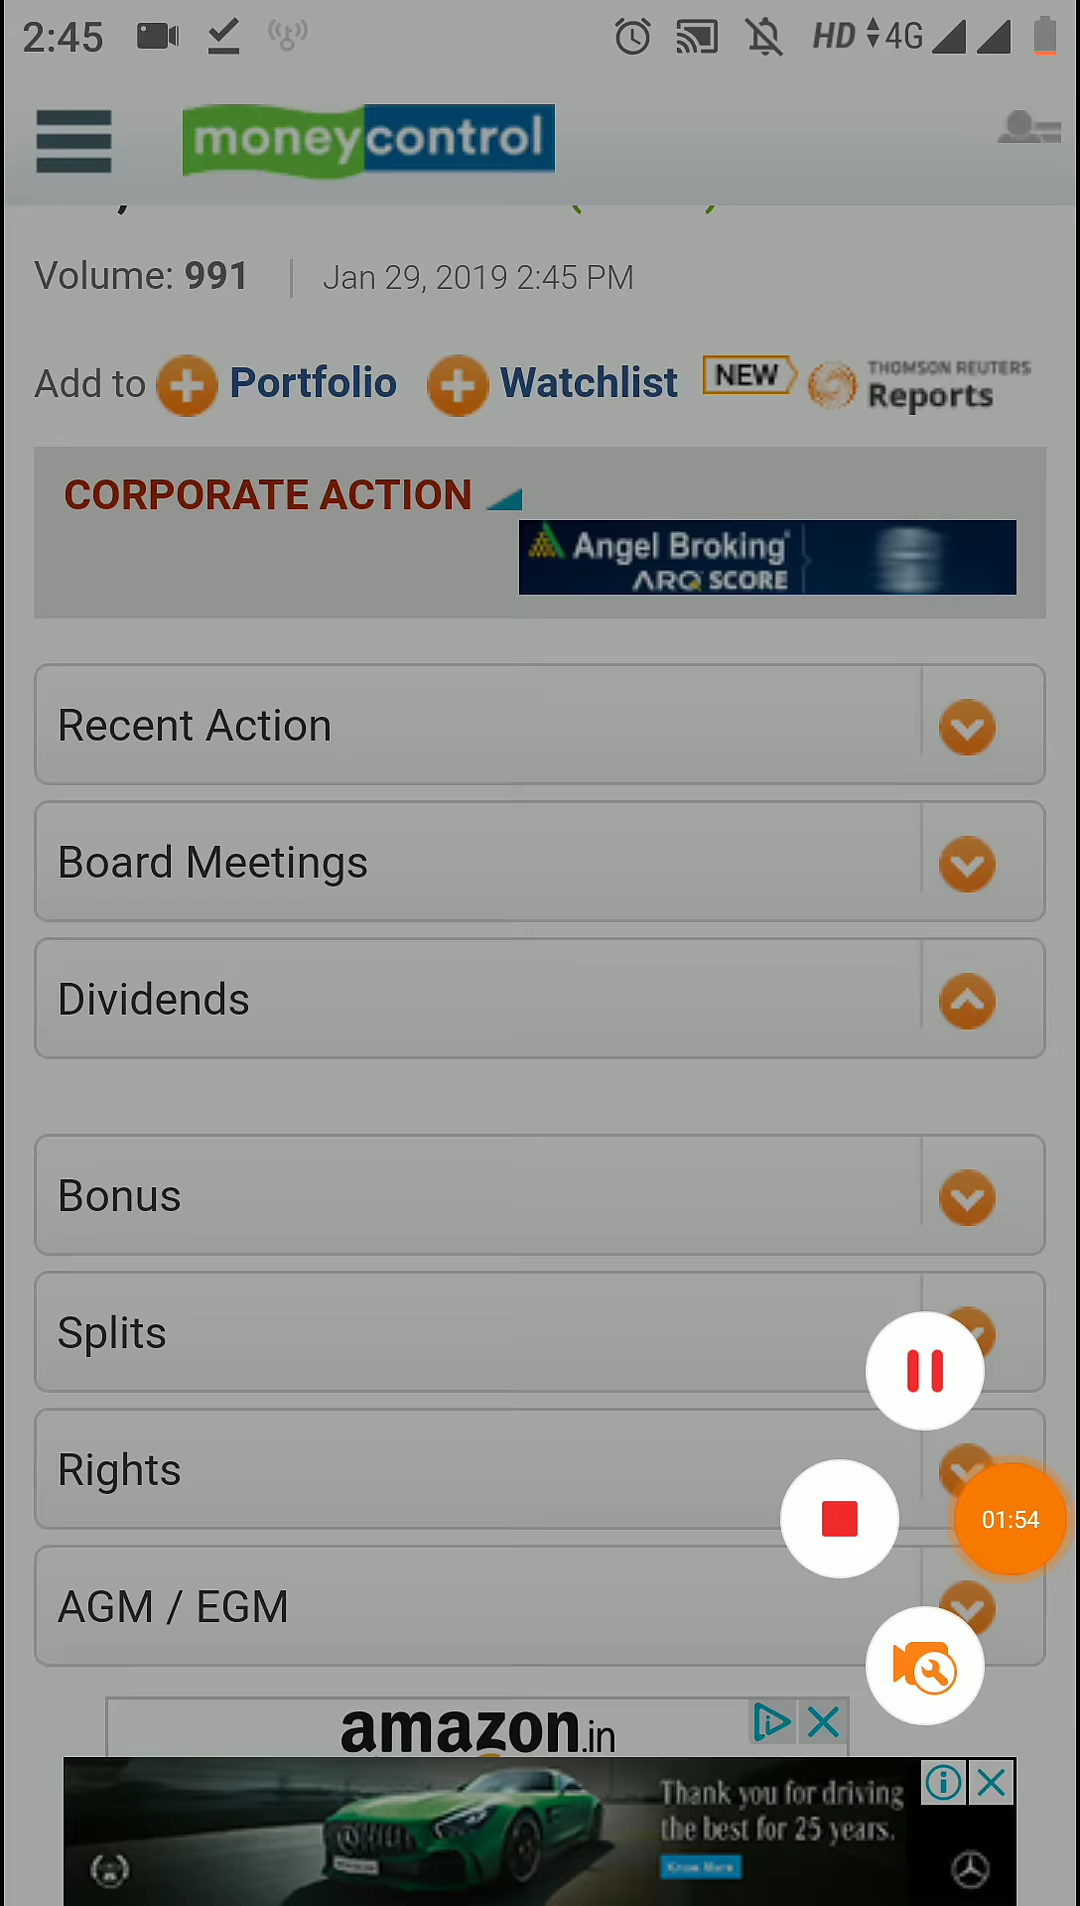 2:45 HD 4G
moneycontrol
Volume: 991 | Jan 29, 2019 2:45 PM
Add to Portfolio Watchlist NEW THOMSON REUTERS Reports
CORPORATE ACTION
Angel Broking
ARQ SCORE
Recent Action
Board Meetings
Dividends
Bonus
Splits
Rights
01:54
AGM / EGM
amazon.in
Thank you for driving
the best for 25 years.
Know More